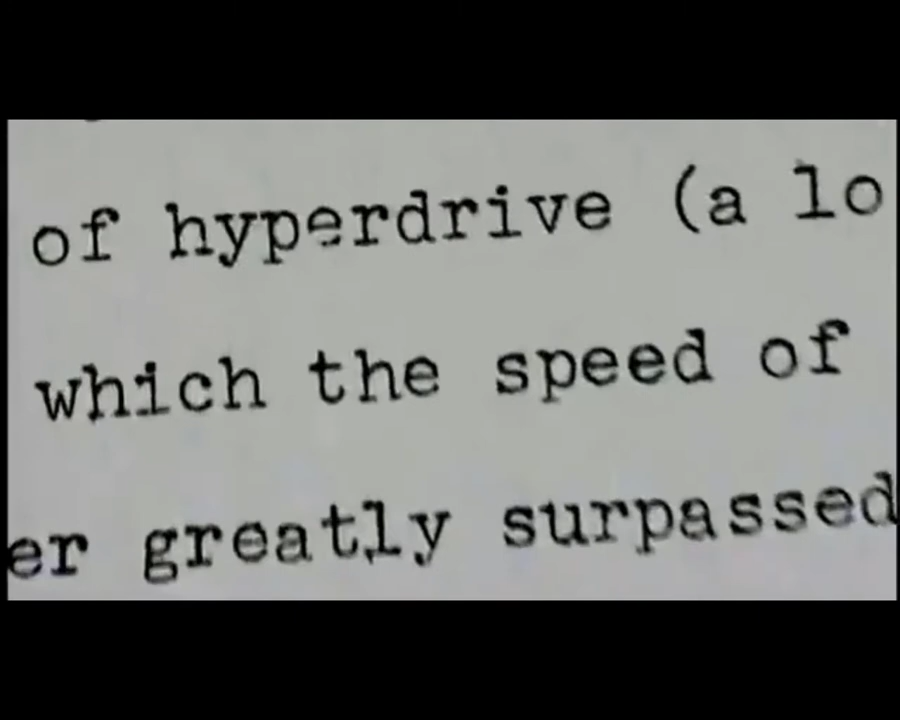 of hyperdrive (a lo
which the speed of
er greatly surpassed